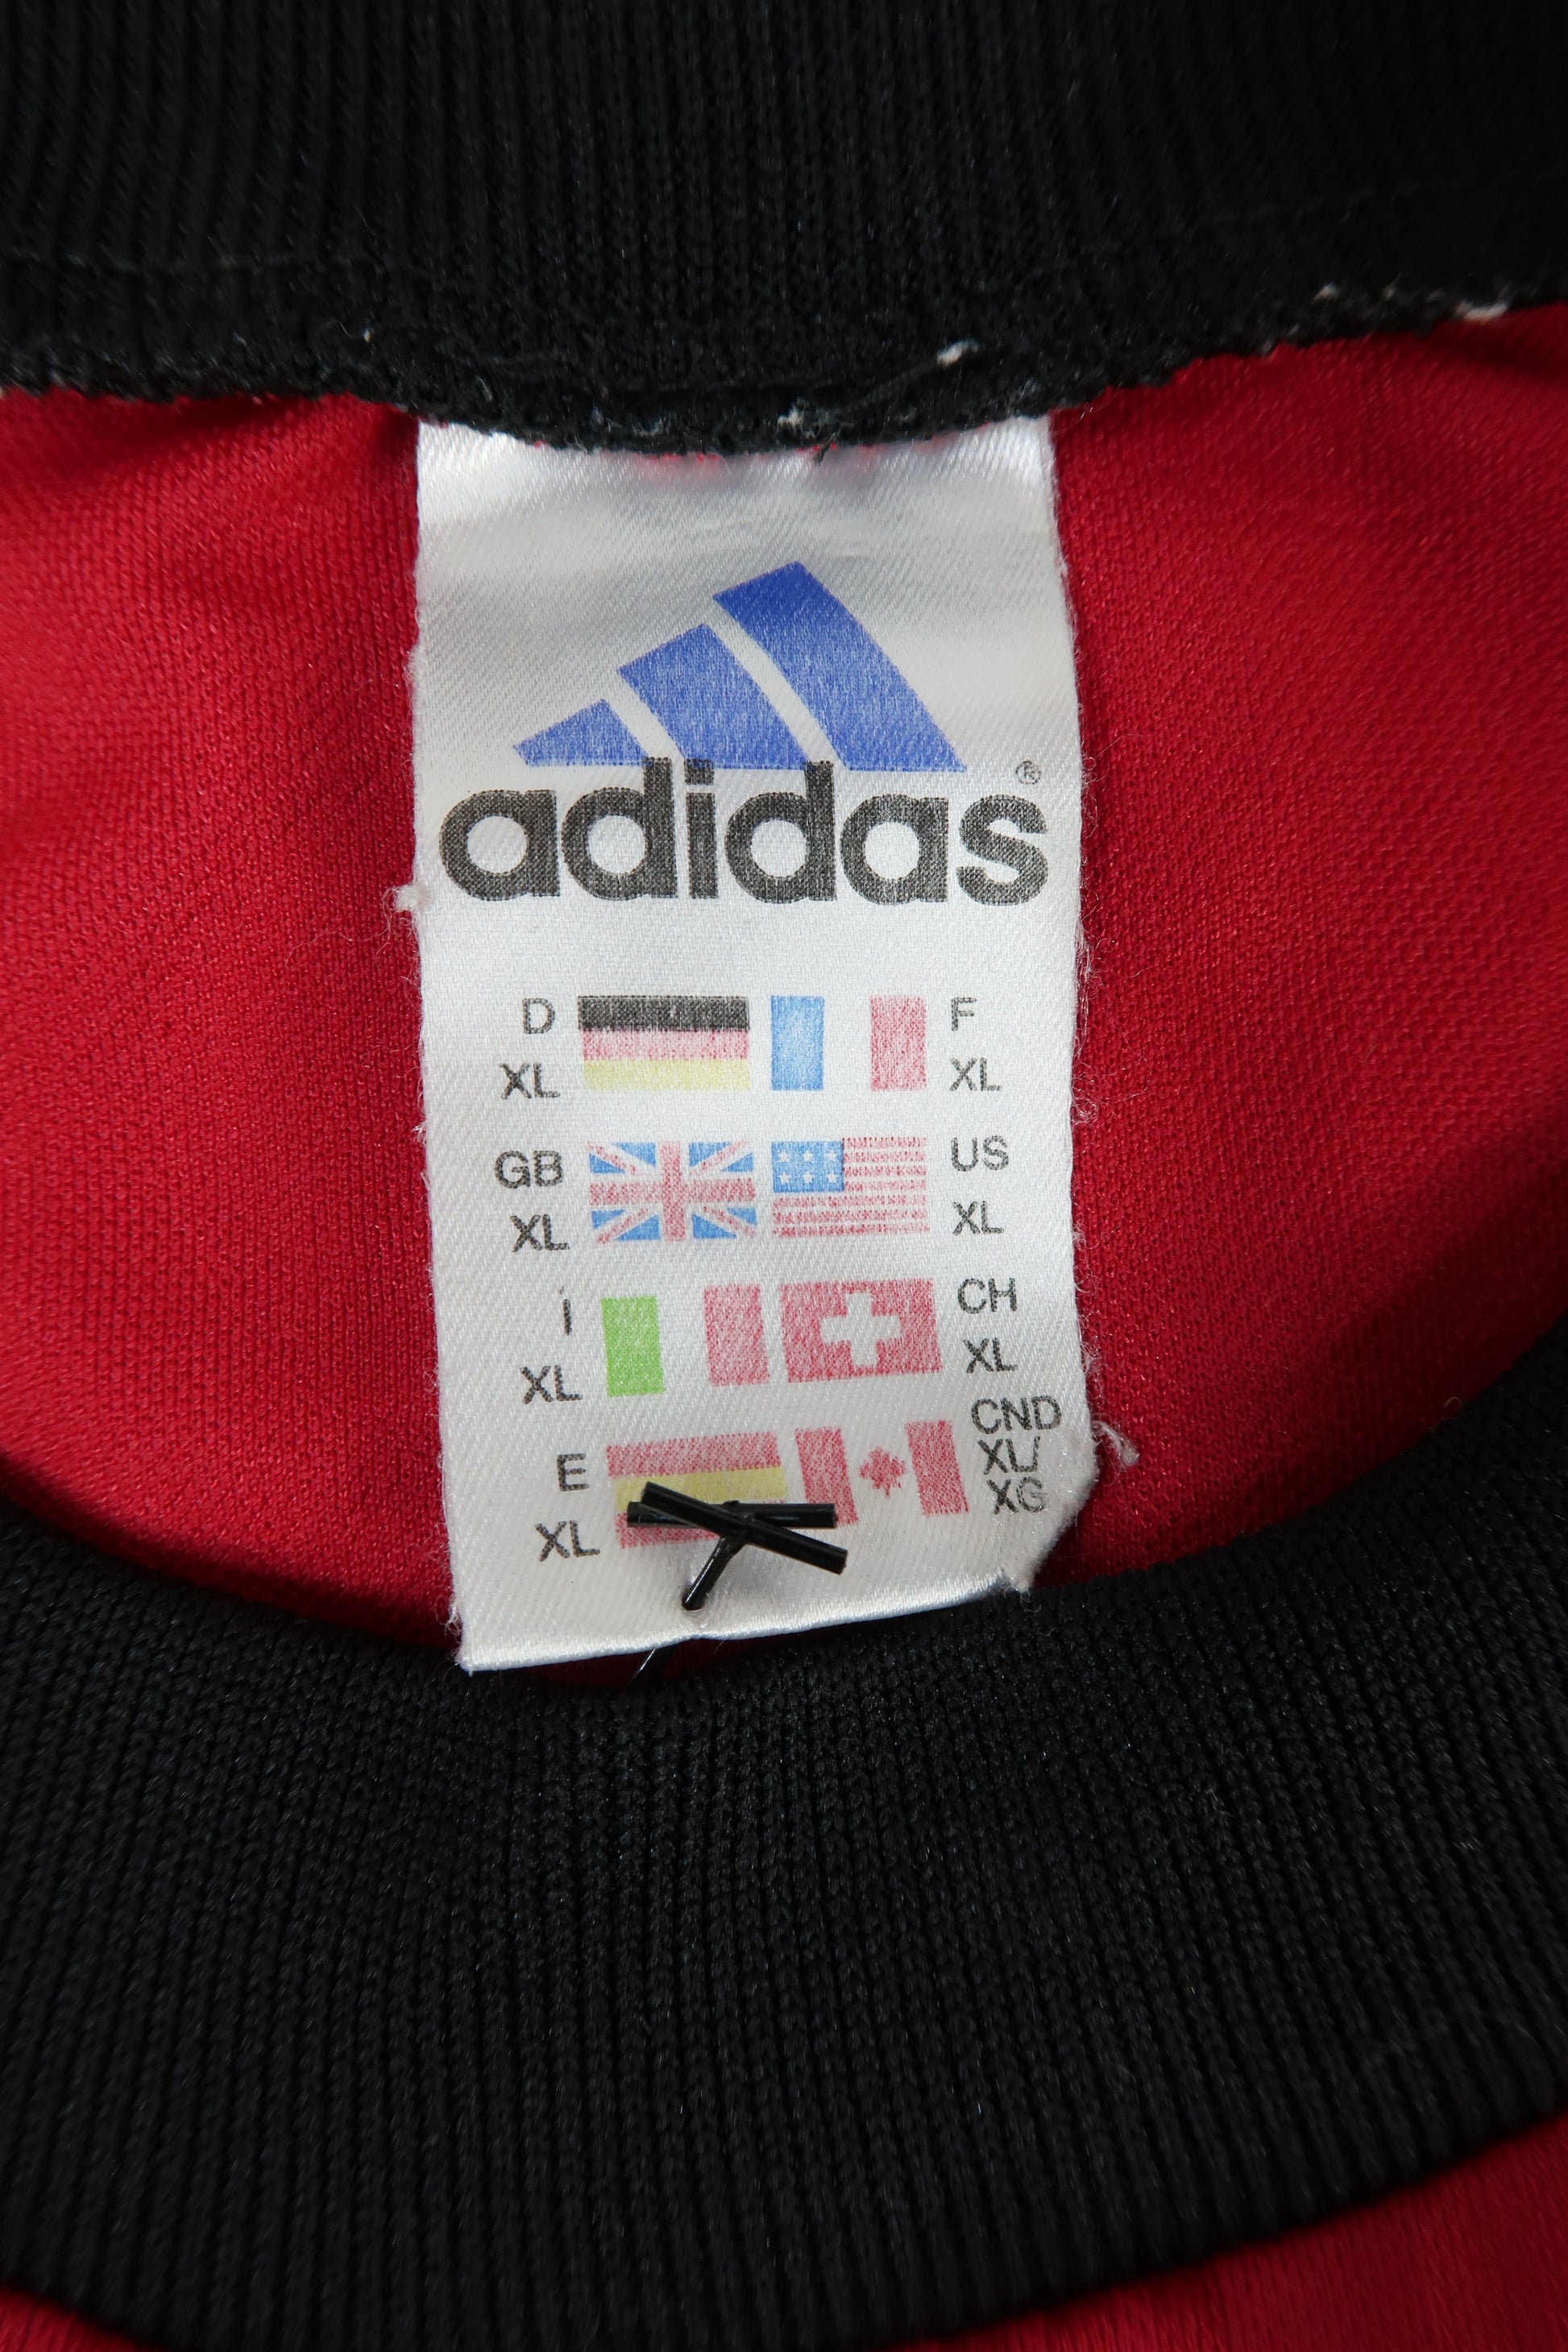 adidas®
D F
XL XL
GB US
XL XL
I CH
XL XL
E CND
XL XL/
XG